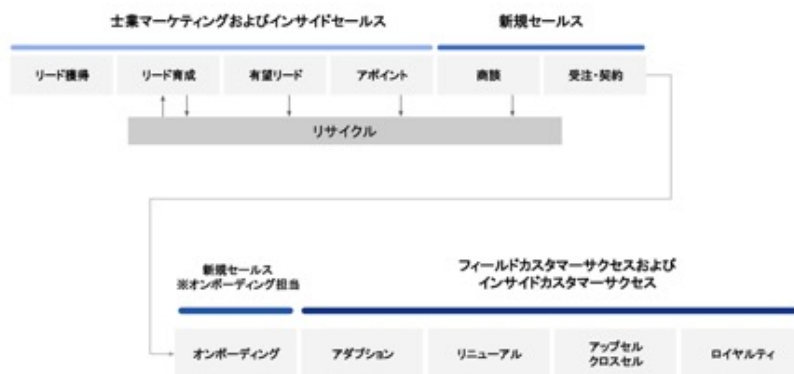 士業マーケティングおよびインサイドセールス
新規セールス
リード獲得
リード育成
有望リード
アポイント
商談
受注・契約
リサイクル
新規セールス
※オンボーディング担当
フィールドカスタマーサクセスおよび
インサイドカスタマーサクセス
オンボーディング
アダプション
リニューアル
アップセル
クロスセル
ロイヤルティ